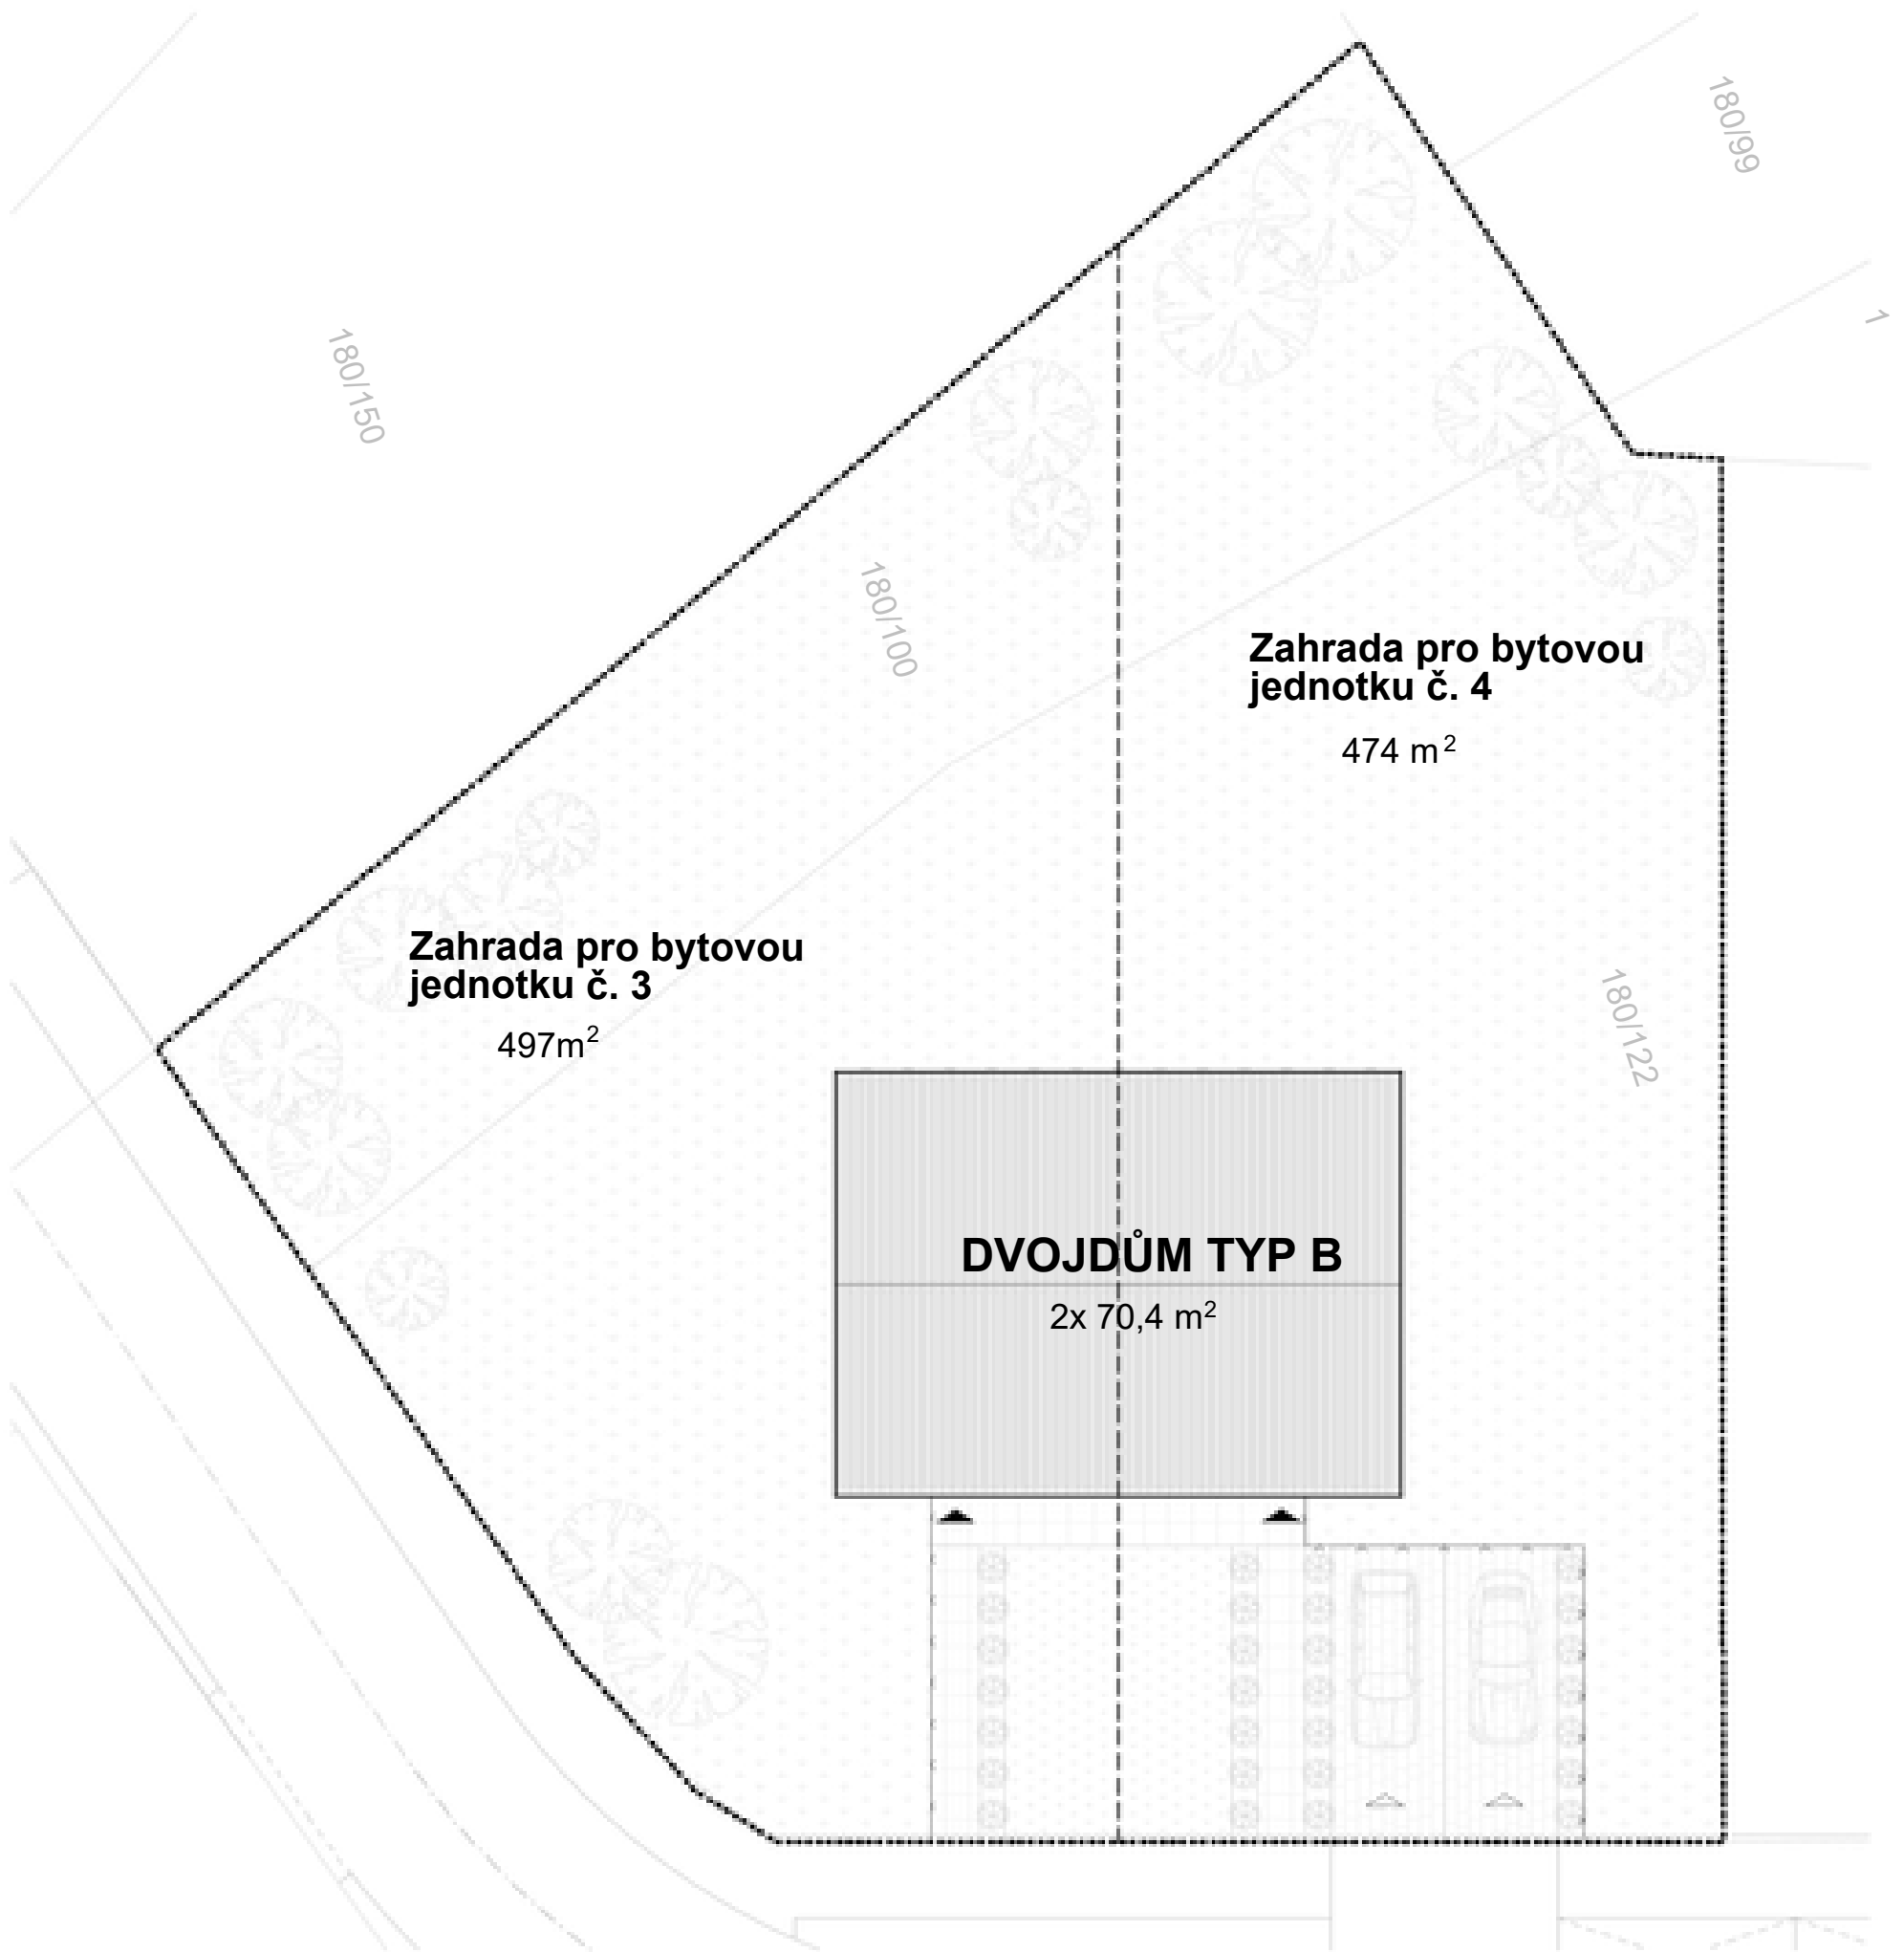 180/99
1
180/150
180/100
Zahrada pro bytovou
jednotku č. 4
474 m²
Zahrada pro bytovou
jednotku č. 3
497m²
180/122
DVOJDŮM TYP B
2x 70,4 m²